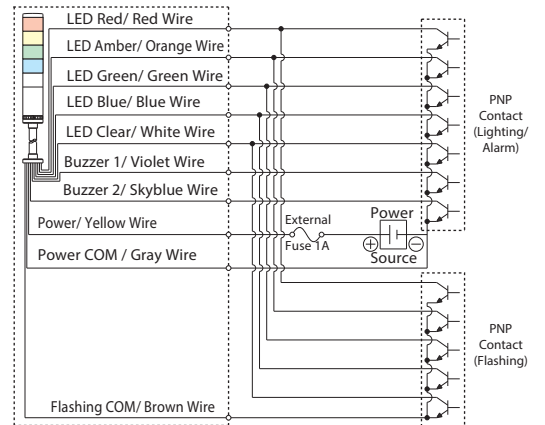 LED Red/ Red Wire
LED Amber/ Orange Wire
LED Green/ Green Wire
LED Blue/ Blue Wire
LED Clear/ White Wire
Buzzer 1/ Violet Wire
Buzzer 2/ Skyblue Wire
Power/ Yellow Wire
Power COM / Gray Wire
External
Fuse 1A
Power
+ −
Source
PNP
Contact
(Lighting/
Alarm)
PNP
Contact
(Flashing)
Flashing COM/ Brown Wire